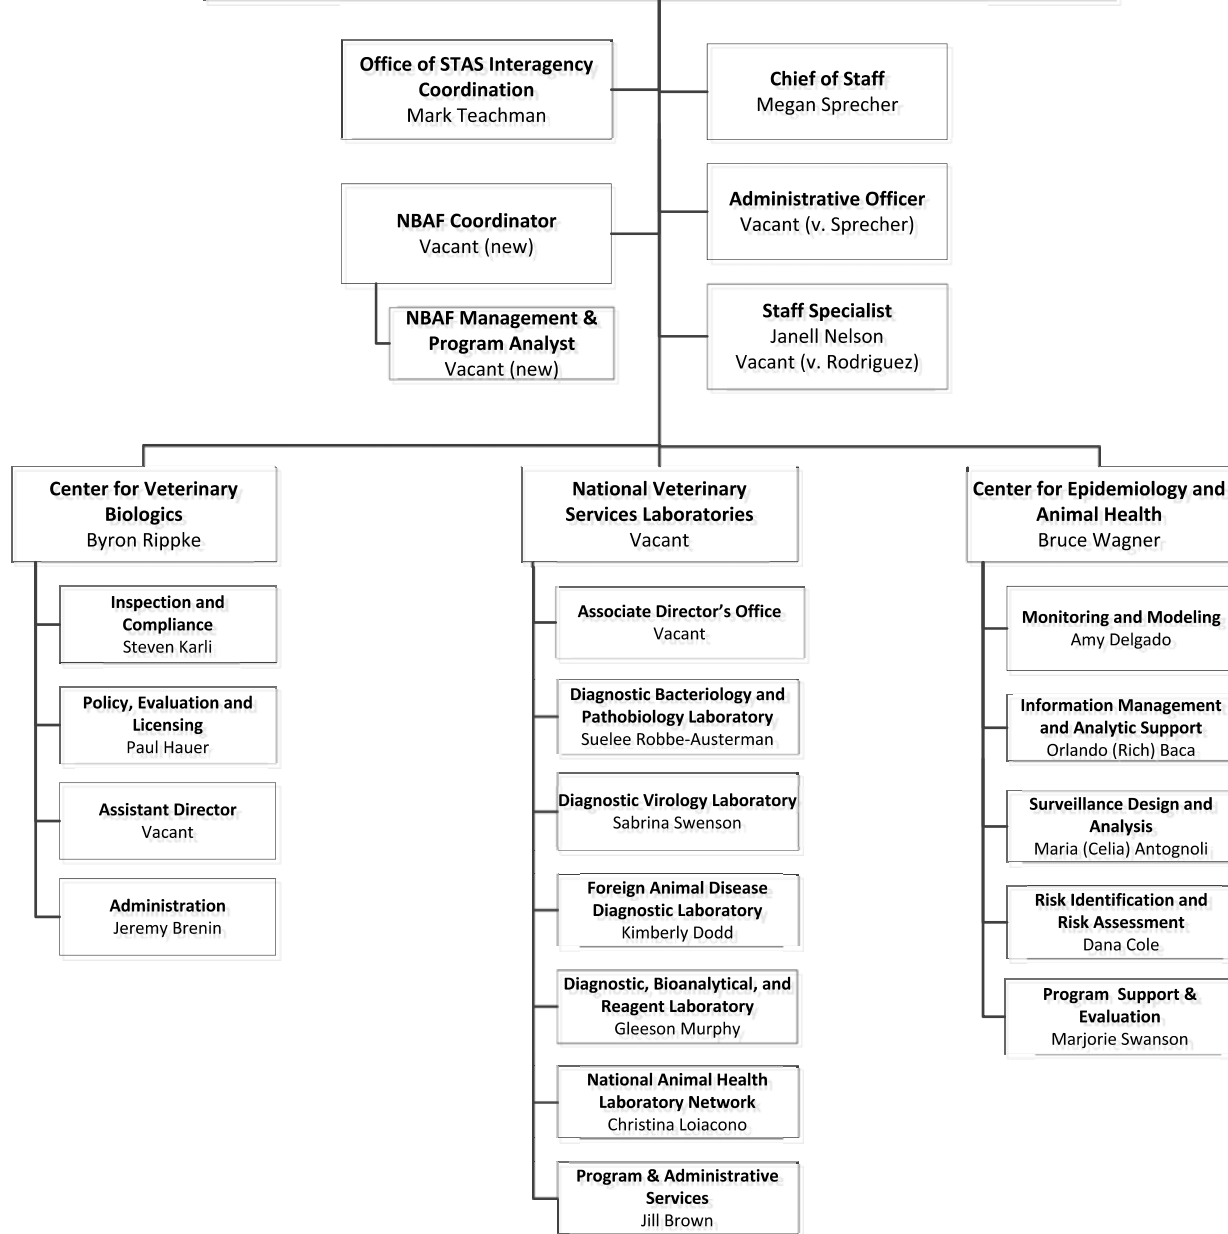 Office of STAS Interagency
Coordination
Mark Teachman
Chief of Staff
Megan Sprecher
NBAF Coordinator
Vacant (new)
Administrative Officer
Vacant (v. Sprecher)
NBAF Management &
Program Analyst
Vacant (new)
Staff Specialist
Janell Nelson
Vacant (v. Rodriguez)
Center for Veterinary
Biologics
Byron Rippke
Inspection and
Compliance
Steven Karli
Policy, Evaluation and
Licensing
Paul Hauer
Assistant Director
Vacant
Administration
Jeremy Brenin
National Veterinary
Services Laboratories
Vacant
Associate Director’s Office
Vacant
Diagnostic Bacteriology and
Pathobiology Laboratory
Suelee Robbe-Austerman
Diagnostic Virology Laboratory
Sabrina Swenson
Foreign Animal Disease
Diagnostic Laboratory
Kimberly Dodd
Diagnostic, Bioanalytical, and
Reagent Laboratory
Gleeson Murphy
National Animal Health
Laboratory Network
Christina Loiacono
Program & Administrative
Services
Jill Brown
Center for Epidemiology and
Animal Health
Bruce Wagner
Monitoring and Modeling
Amy Delgado
Information Management
and Analytic Support
Orlando (Rich) Baca
Surveillance Design and
Analysis
Maria (Celia) Antognoli
Risk Identification and
Risk Assessment
Dana Cole
Program Support &
Evaluation
Marjorie Swanson